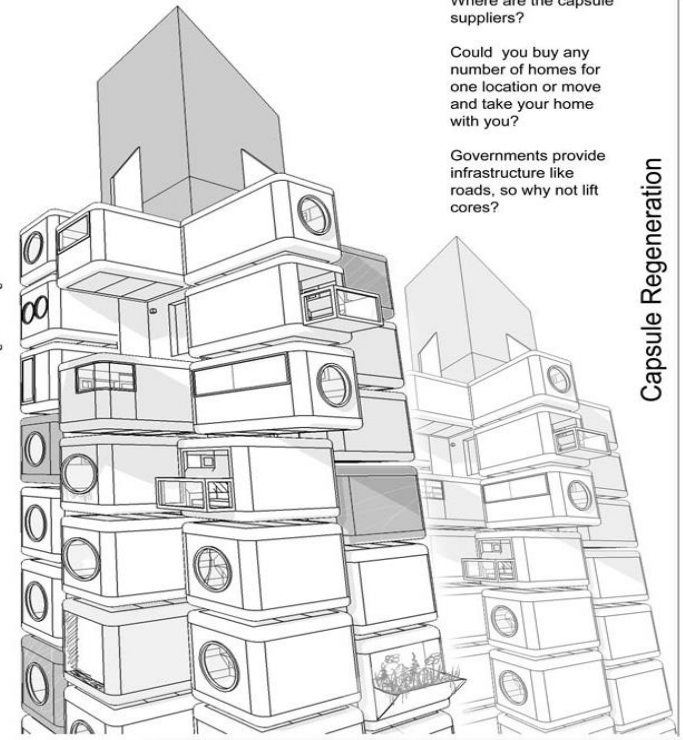 Where are the capsule
suppliers?
Could  you buy any
number of homes for
one location or move
and take your home
with you?
Governments provide
infrastructure like
roads, so why not lift
cores?
Capsule Regeneration